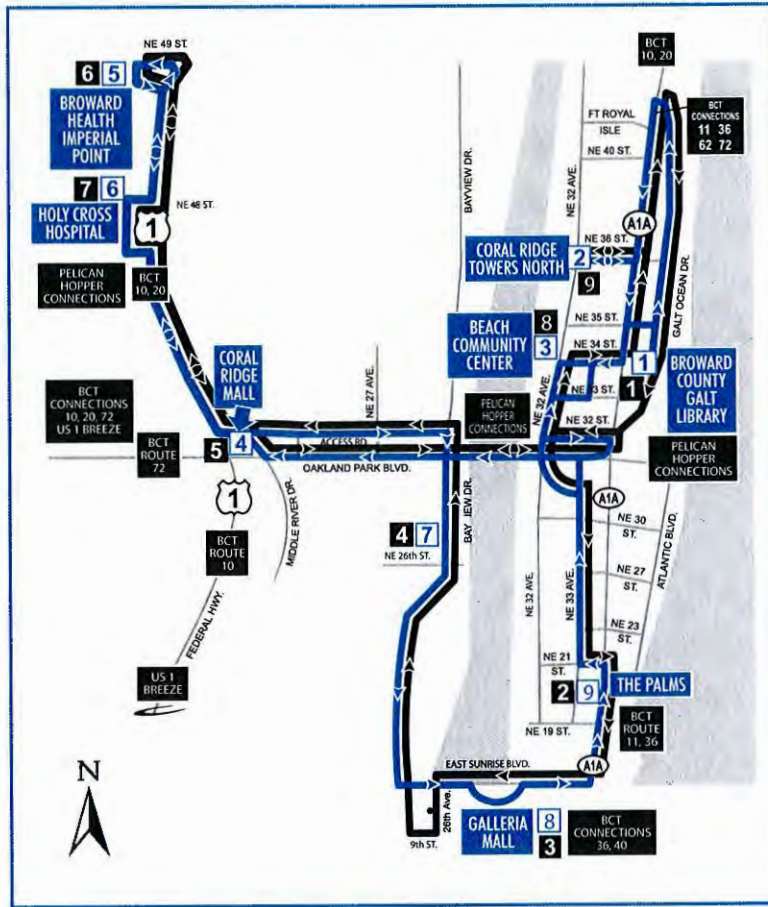 NE 49 ST.
BCT
10, 20
6 5
BROWARD
HEALTH
IMPERIAL
POINT
BCT
CONNECTIONS
11 36
62 72
FT ROYAL
ISLE
NE 40 ST.
BAYVIEW DR.
NE 32 AVE.
7 6
HOLY CROSS
HOSPITAL
NE 48 ST.
1
A1A
NE 36 ST.
CORAL RIDGE
TOWERS NORTH
2
9
GALT OCEAN DR.
PELICAN
HOPPER
CONNECTIONS
BCT
10, 20
NE 35 ST.
BEACH
COMMUNITY
CENTER
8
3
NE 34 ST.
1
1
BROWARD
COUNTY
GALT
LIBRARY
CORAL
RIDGE
MALL
NE 27 AVE.
NE 33 ST.
NE 32 AVE.
BCT
CONNECTIONS
10, 20, 72
US 1 BREEZE
PELICAN
HOPPER
CONNECTIONS
NE 32 ST.
BCT
ROUTE
72
5 4
ACCESS RD.
OAKLAND PARK BLVD.
PELICAN
HOPPER
CONNECTIONS
1
MIDDLE RIVER DR.
BAY IEW DR.
A1A
NE 30
ST.
4 7
NE 26th ST.
BCT
ROUTE
10
ATLANTIC BLVD.
NE 27
ST.
NE 32 AVE.
NE 33 AVE.
FEDERAL HWY.
NE 23
ST.
US 1
BREEZE
NE 21
ST.
2 9
THE PALMS
NE 19 ST.
BCT
ROUTE
11, 36
N
EAST SUNRISE BLVD.
A1A
26th Ave.
9th ST.
GALLERIA
MALL
8
3
BCT
CONNECTIONS
36, 40